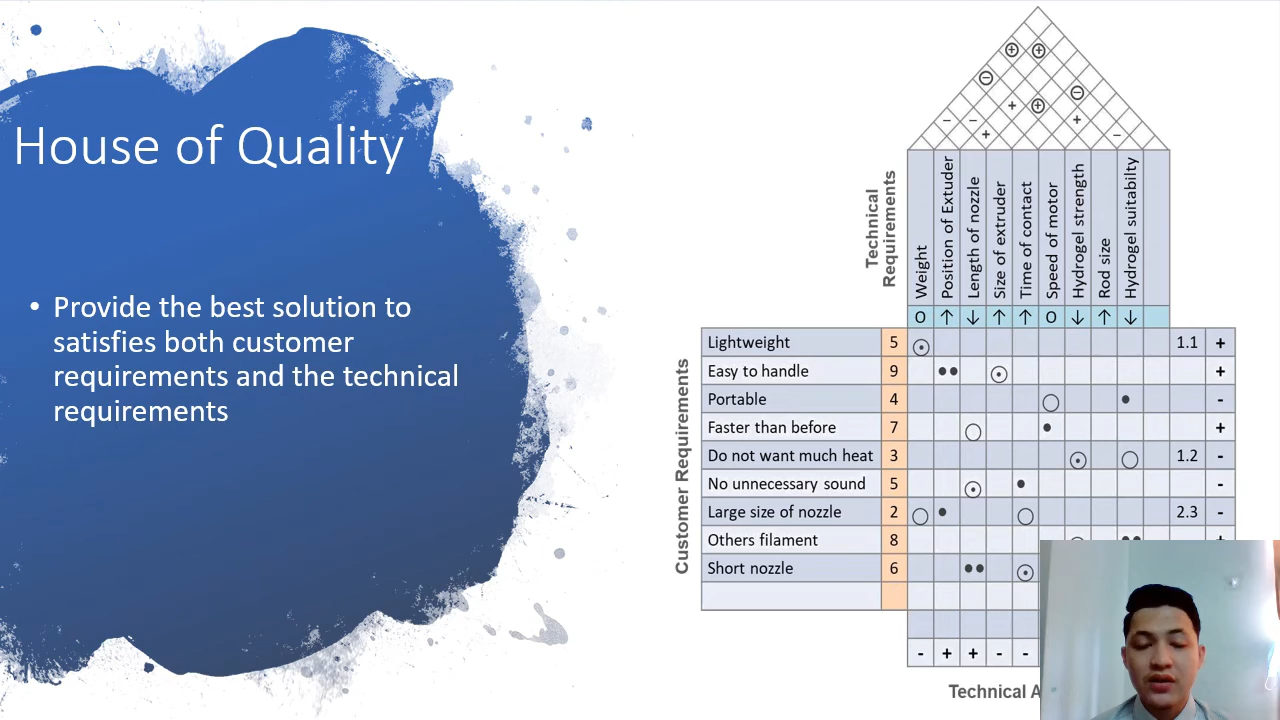 House of Quality
• Provide the best solution to
satisfies both customer
requirements and the technical
requirements
Technical
Requirements
Weight
Position of Extuder
Length of nozzle
Size of extruder
Time of contact
Speed of motor
Hydrogel strength
Rod size
Hydrogel suitabilty
O ↑ ↓ ↑ ↑ O ↓ ↑ ↓
Customer Requirements
Lightweight 5 1.1 +
Easy to handle 9 +
Portable 4 -
Faster than before 7 +
Do not want much heat 3 1.2 -
No unnecessary sound 5 -
Large size of nozzle 2 2.3 -
Others filament 8
Short nozzle 6
- + + - -
Technical A